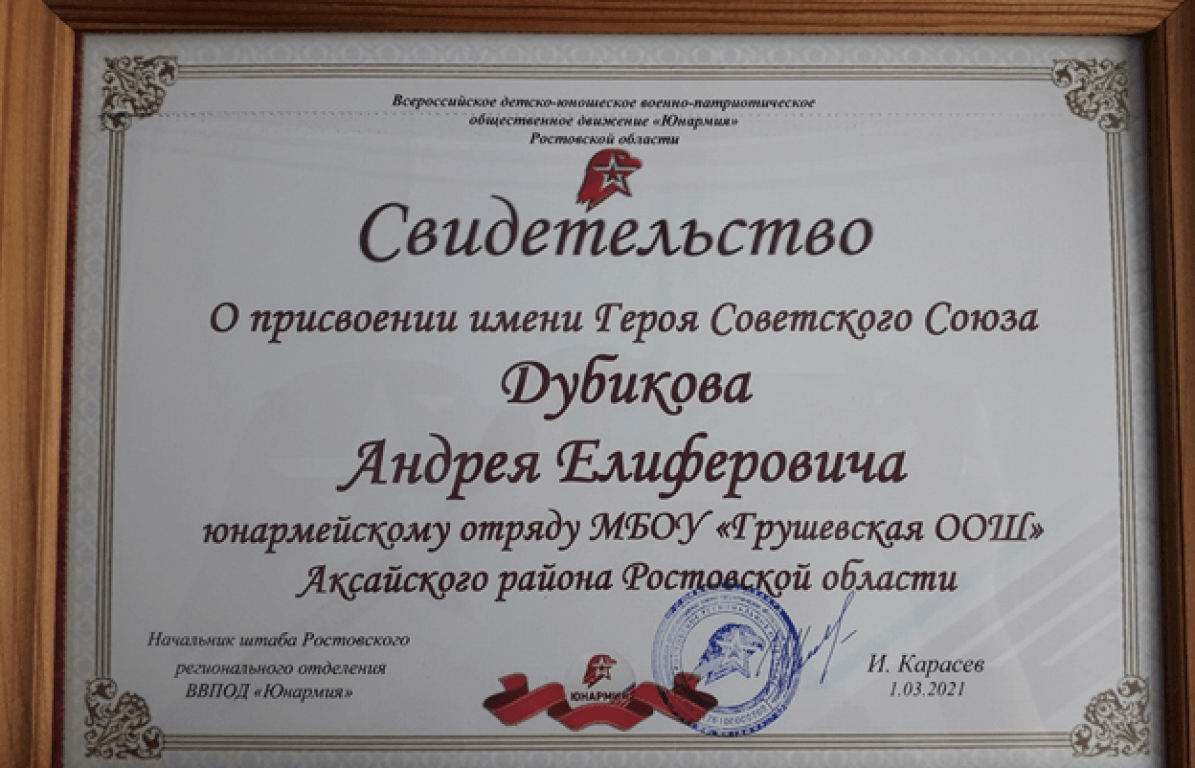 Всероссийское детско-юношеское военно-патриотическое
общественное движение «Юнармия»
Ростовской области
Свидетельство
О присвоении имени Героя Советского Союза
Дубикова
Андрея Елиферовича
юнармейскому отряду МБОУ «Грушевская ООШ»
Аксайского района Ростовской области
Начальник штаба Ростовского
регионального отделения
ВВПОД «Юнармия»
ЮНАРМИЯ
И. Карасев
1.03.2021